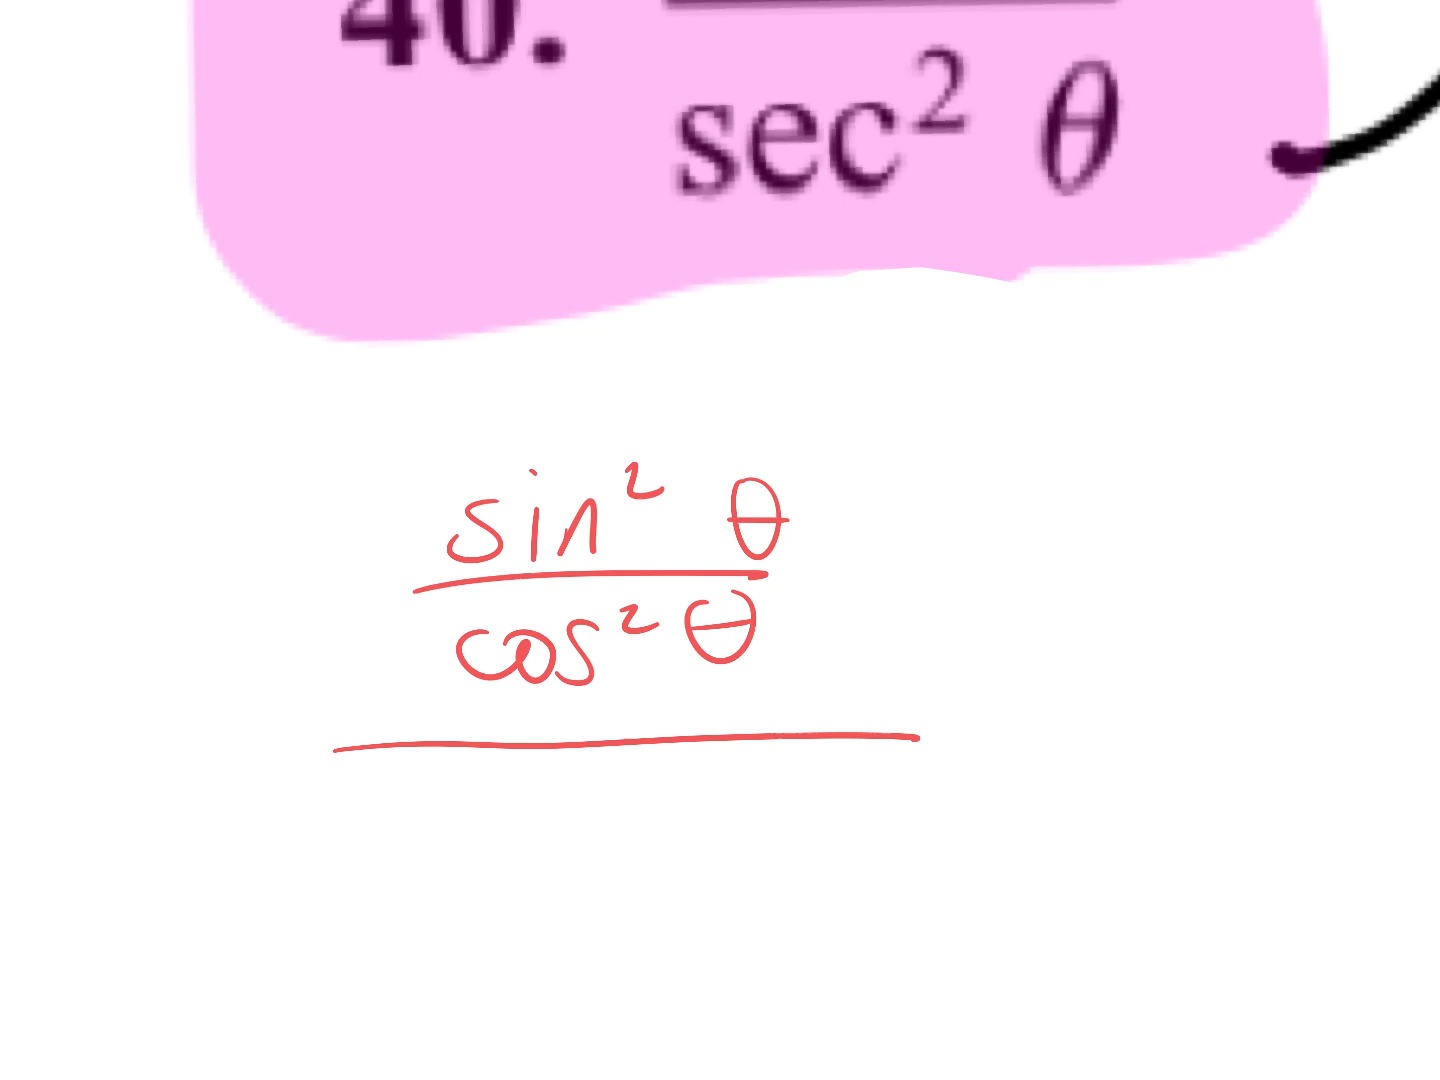 40.
sec² θ
sin² θ
cos² θ